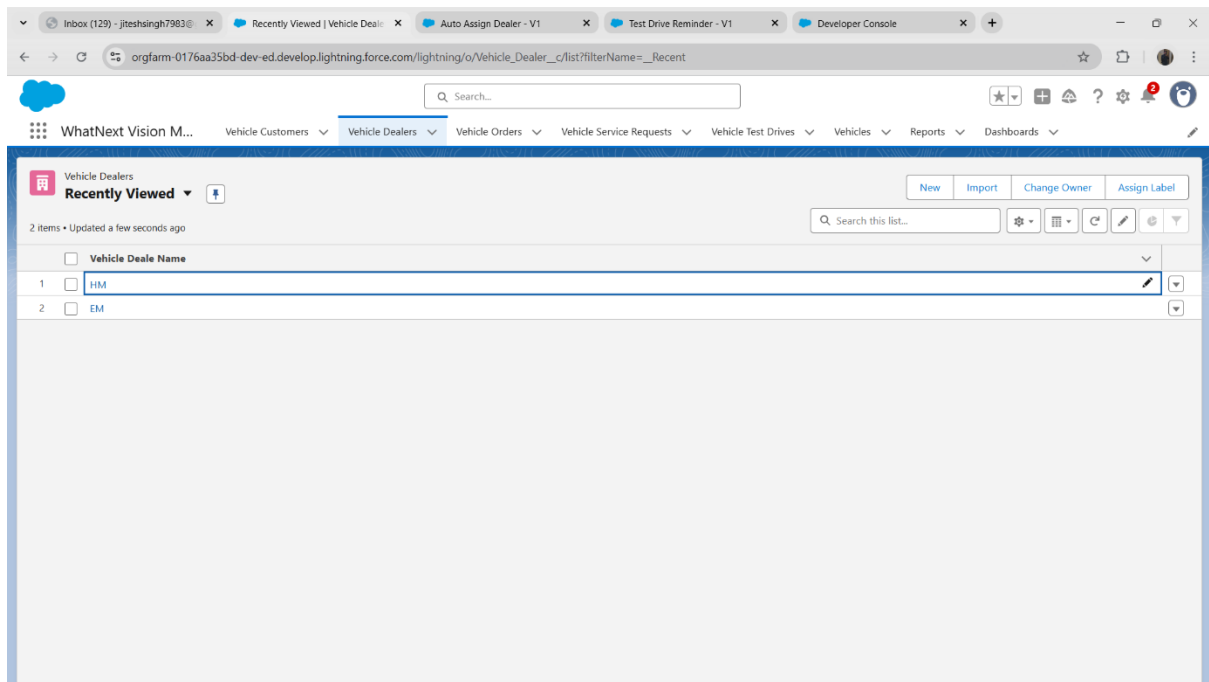 Inbox (129) - jiteshsingh7983@ Recently Viewed | Vehicle Deale Auto Assign Dealer - V1 Test Drive Reminder - V1 Developer Console
orgfarm-0176aa35bd-dev-ed.develop.lightning.force.com/lightning/o/Vehicle_Dealer__c/list?filterName=__Recent
Search... 2
WhatNext Vision M... Vehicle Customers Vehicle Dealers Vehicle Orders Vehicle Service Requests Vehicle Test Drives Vehicles Reports Dashboards
Vehicle Dealers
Recently Viewed New Import Change Owner Assign Label
2 items • Updated a few seconds ago Search this list...
Vehicle Deale Name
1 HM
2 EM